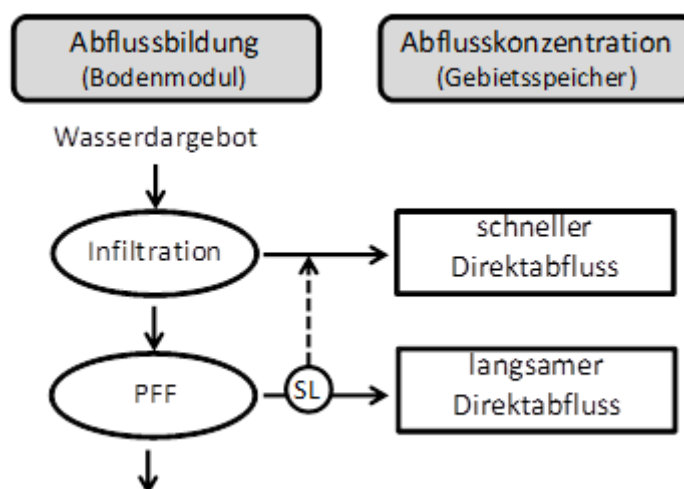 Abflussbildung
(Bodenmodul)
Abflusskonzentration
(Gebietsspeicher)
Wasserdargebot
Infiltration
schneller
Direktabfluss
PFF
SL
langsamer
Direktabfluss